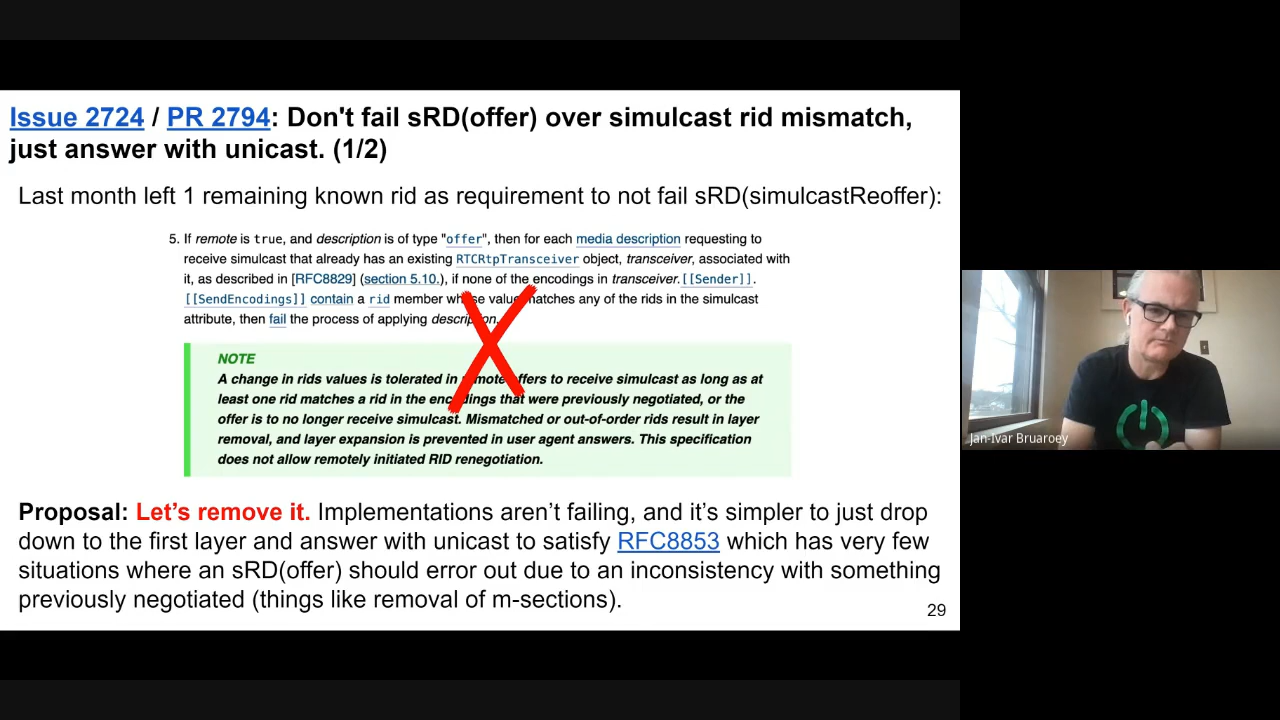 Issue 2724 / PR 2794: Don't fail sRD(offer) over simulcast rid mismatch,
just answer with unicast. (1/2)
Last month left 1 remaining known rid as requirement to not fail sRD(simulcastReoffer):
5. If remote is true, and description is of type "offer", then for each media description requesting to
receive simulcast that already has an existing RTCRtpTransceiver object, transceiver, associated with
it, as described in [RFC8829] (section 5.10.), if none of the encodings in transceiver.[[Sender]].
[[SendEncodings]] contain a rid member whose value matches any of the rids in the simulcast
attribute, then fail the process of applying description.
NOTE
A change in rids values is tolerated in remote offers to receive simulcast as long as at
least one rid matches a rid in the encodings that were previously negotiated, or the
offer is to no longer receive simulcast. Mismatched or out-of-order rids result in layer
removal, and layer expansion is prevented in user agent answers. This specification
does not allow remotely initiated RID renegotiation.
Proposal: Let's remove it. Implementations aren't failing, and it's simpler to just drop
down to the first layer and answer with unicast to satisfy RFC8853 which has very few
situations where an sRD(offer) should error out due to an inconsistency with something
previously negotiated (things like removal of m-sections).
29
Jan-Ivar Bruaroey